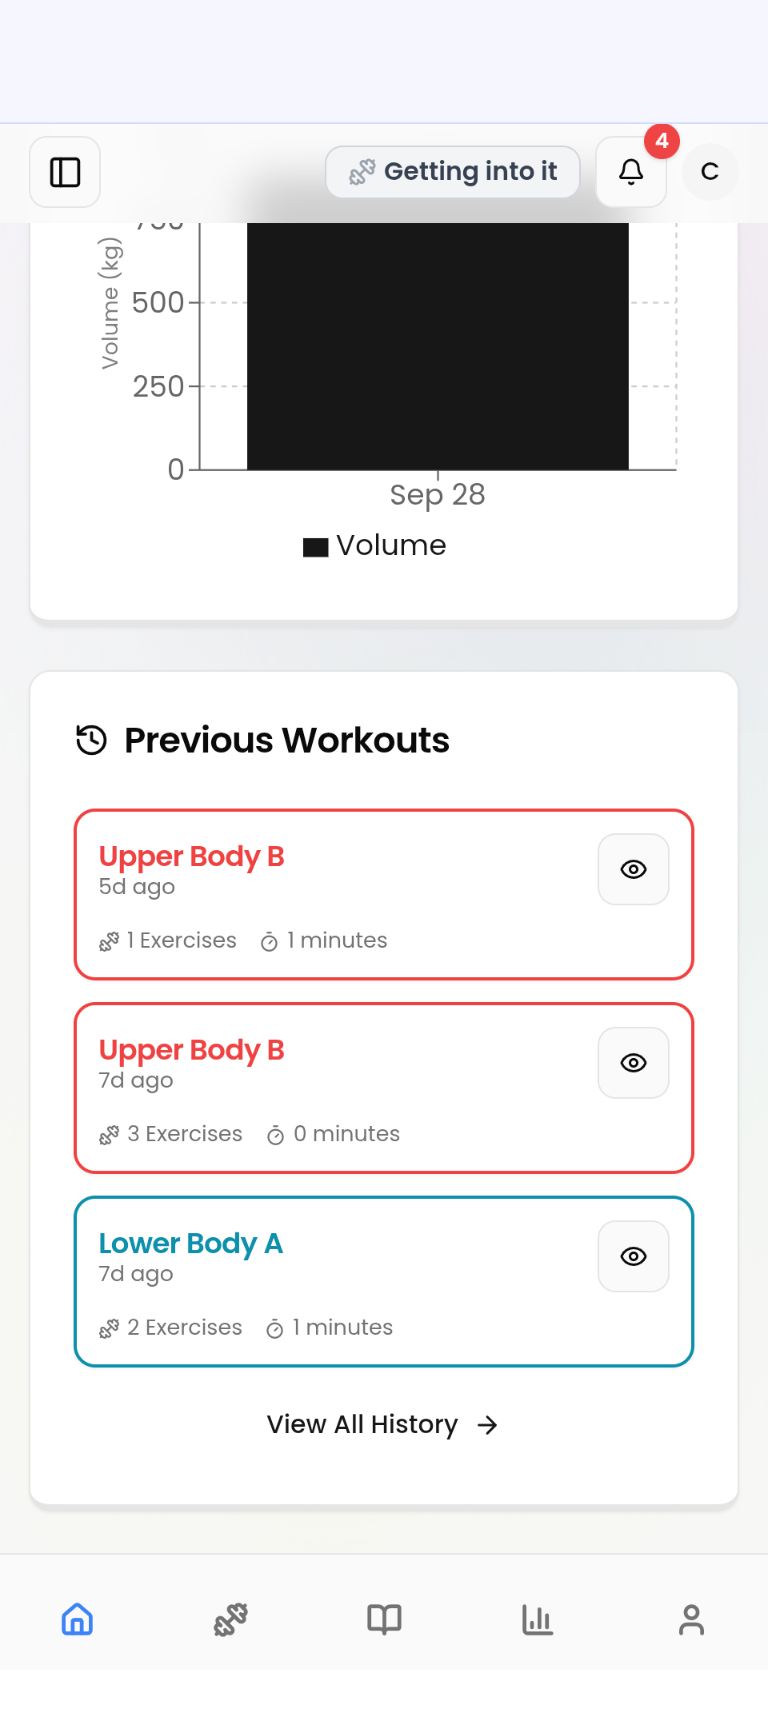 4
Getting into it
C
750
Volume (kg)
500
250
0
Sep 28
Volume
Previous Workouts
Upper Body B
5d ago
1 Exercises 1 minutes
Upper Body B
7d ago
3 Exercises 0 minutes
Lower Body A
7d ago
2 Exercises 1 minutes
View All History